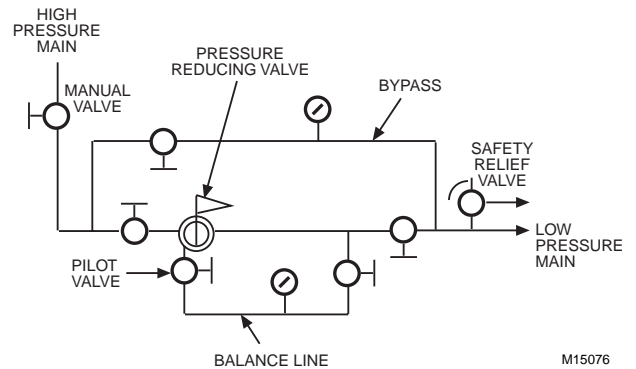 HIGH
PRESSURE
MAIN
PRESSURE
REDUCING VALVE
MANUAL
VALVE
BYPASS
SAFETY
RELIEF
VALVE
LOW
PRESSURE
MAIN
PILOT
VALVE
BALANCE LINE
M15076